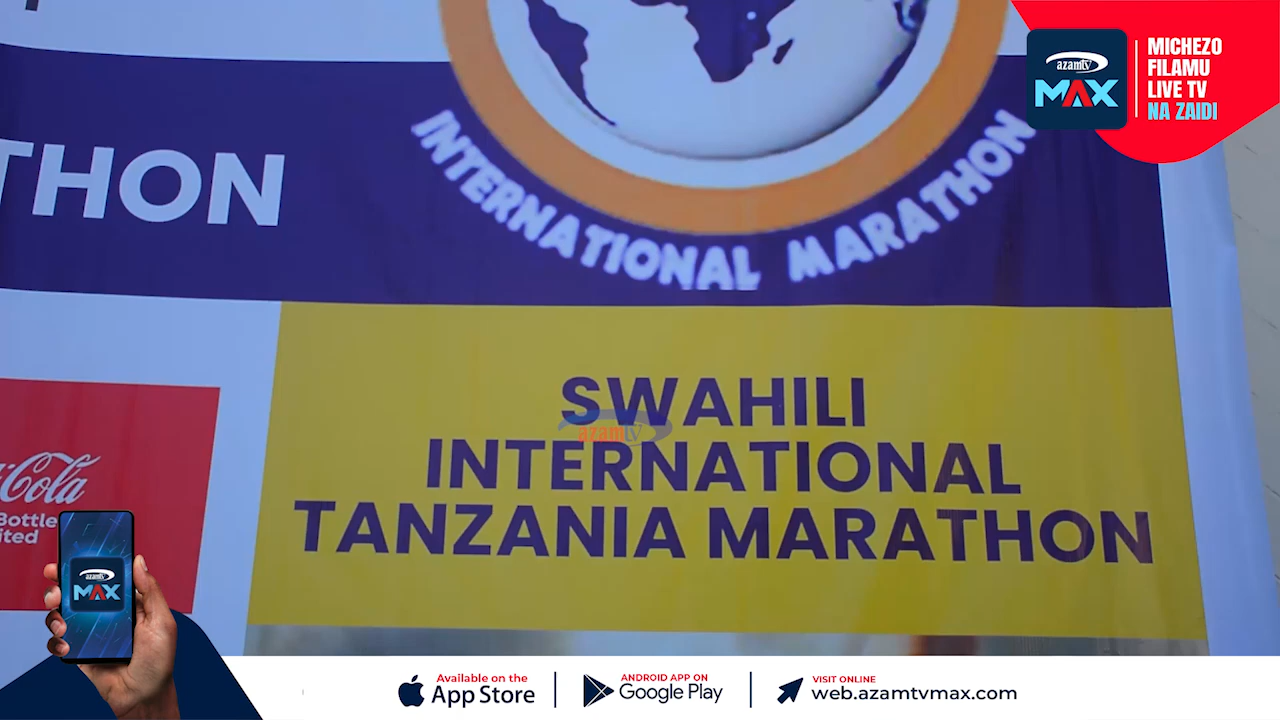 THON
INTERNATIONAL MARATHON
SWAHILI
INTERNATIONAL
TANZANIA MARATHON
Cola
Bottle
ited
azamtv
azamtv
MAX
MICHEZO
FILAMU
LIVE TV
NA ZAIDI
azamtv
MAX
Available on the
App Store
ANDROID APP ON
Google Play
VISIT ONLINE
web.azamtvmax.com